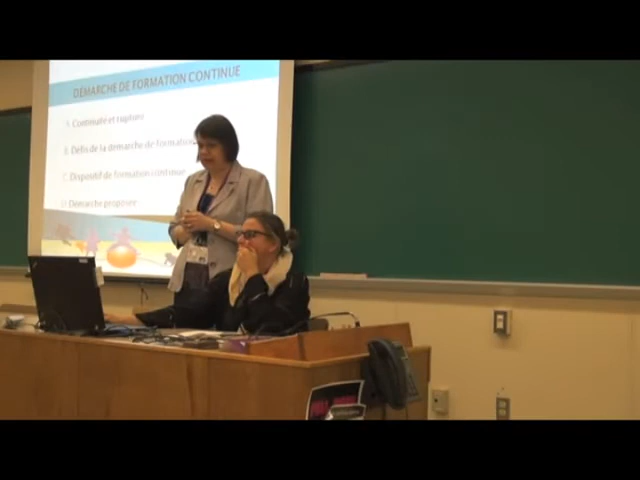 DÉMARCHE DE FORMATION CONTINUE
A. Continuité et rupture
B. Défis de la démarche de formation
C. Dispositif de formation continue
D. Démarche proposée